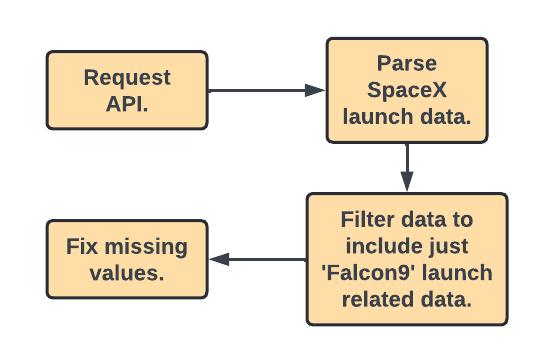 Request
API.
Parse
SpaceX
launch data.
Filter data to
include just
'Falcon9' launch
related data.
Fix missing
values.